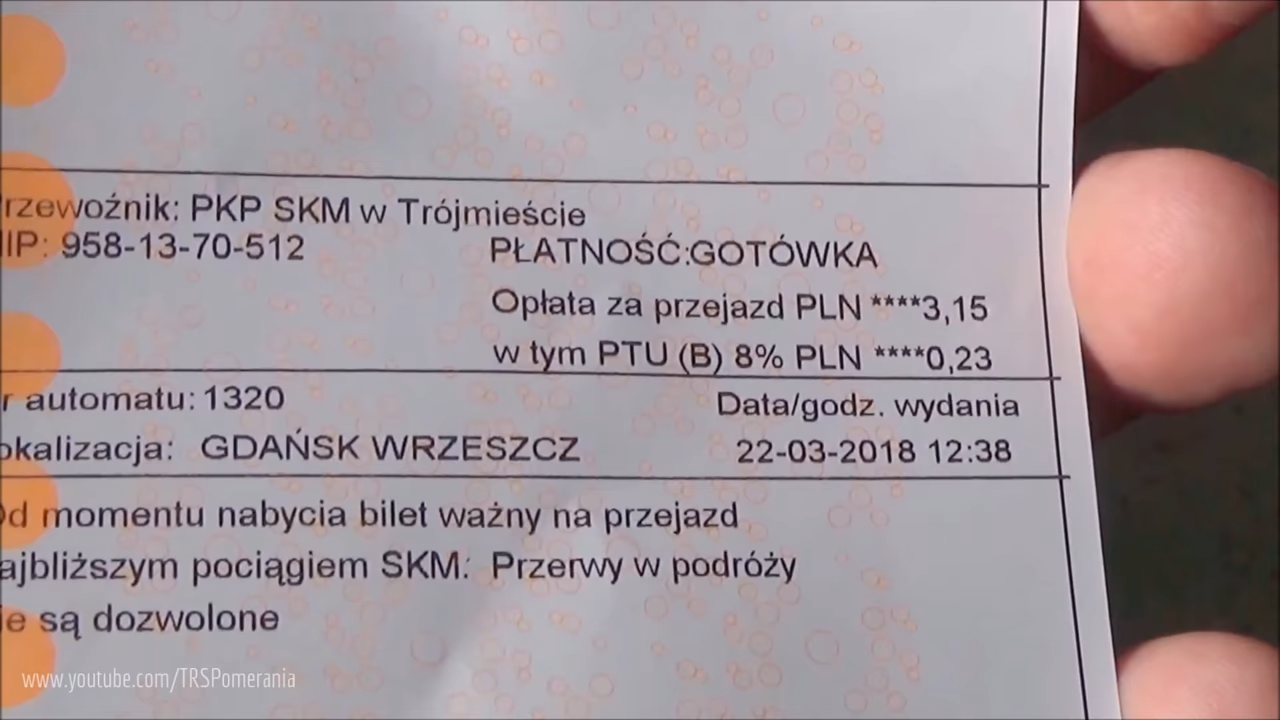 rzewoźnik: PKP SKM w Trójmieście
IP: 958-13-70-512
PŁATNOŚĆ:GOTÓWKA
Opłata za przejazd PLN ****3,15
w tym PTU (B) 8% PLN ****0,23
r automatu: 1320
Data/godz. wydania
okalizacja: GDAŃSK WRZESZCZ
22-03-2018 12:38
Od momentu nabycia bilet ważny na przejazd
ajbliższym pociągiem SKM. Przerwy w podróży
ie są dozwolone
www.youtube.com/TRSPomerania